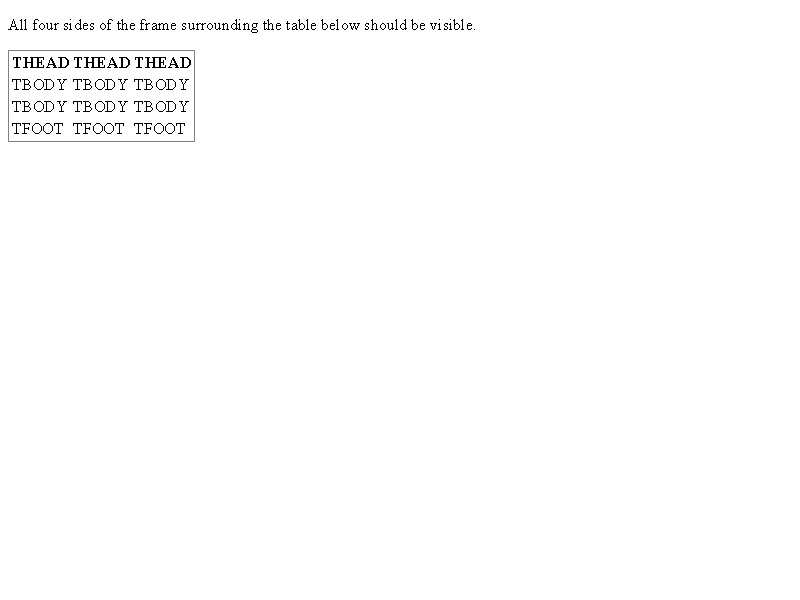 All four sides of the frame surrounding the table below should be visible.
THEAD THEAD THEAD
TBODY TBODY TBODY
TBODY TBODY TBODY
TFOOT TFOOT TFOOT